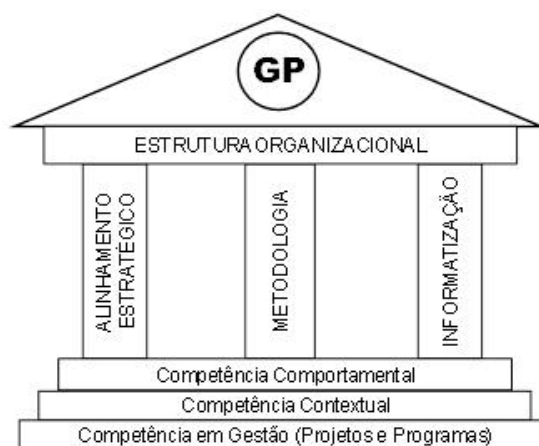 GP
ESTRUTURA ORGANIZACIONAL
ALINHAMENTO
ESTRATÉGICO
METODOLOGIA
INFORMATIZAÇÃO
Competência Comportamental
Competência Contextual
Competência em Gestão (Projetos e Programas)